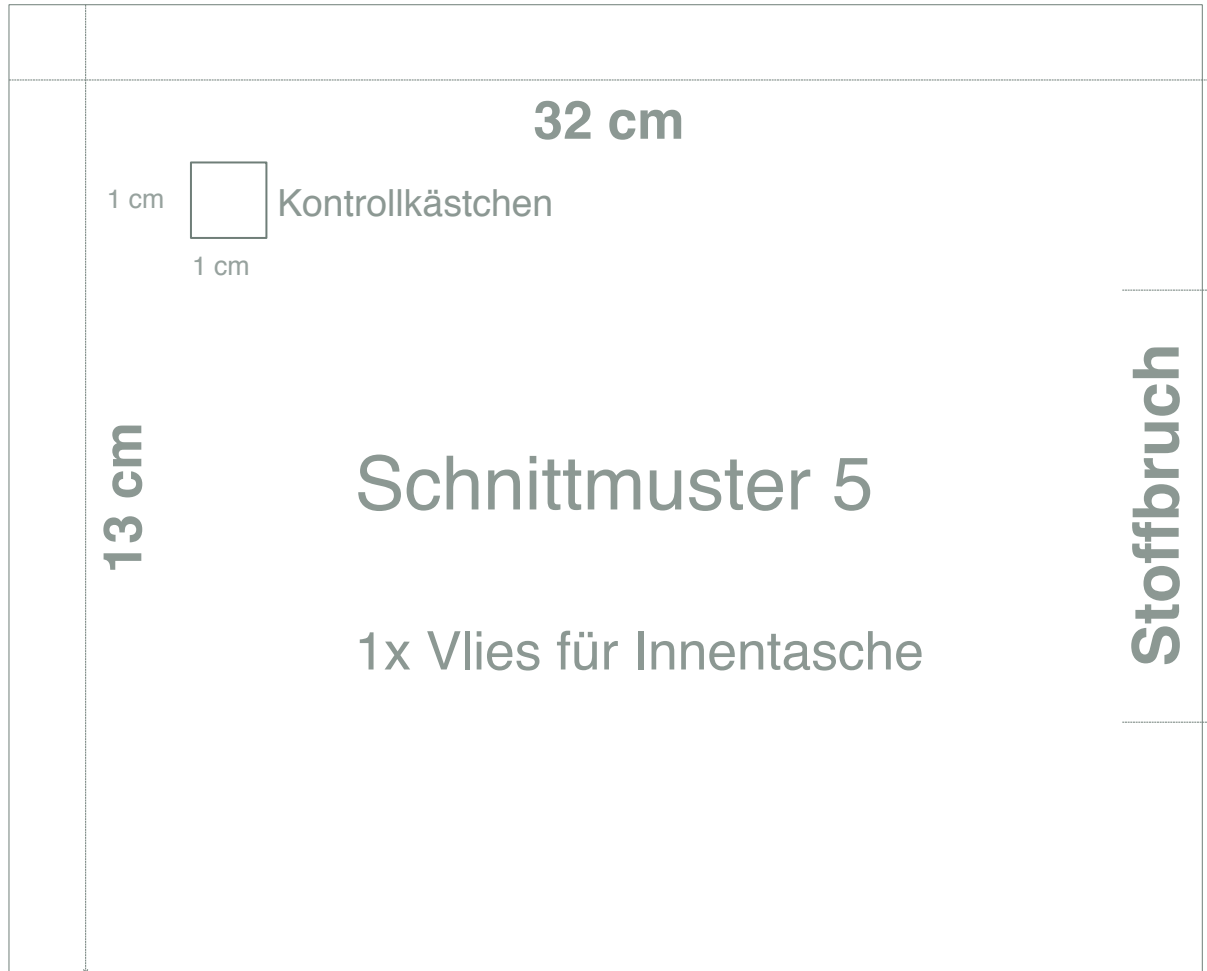 32 cm
1 cm
Kontrollkästchen
1 cm
13 cm
Schnittmuster 5
1x Vlies für Innentasche
Stoffbruch